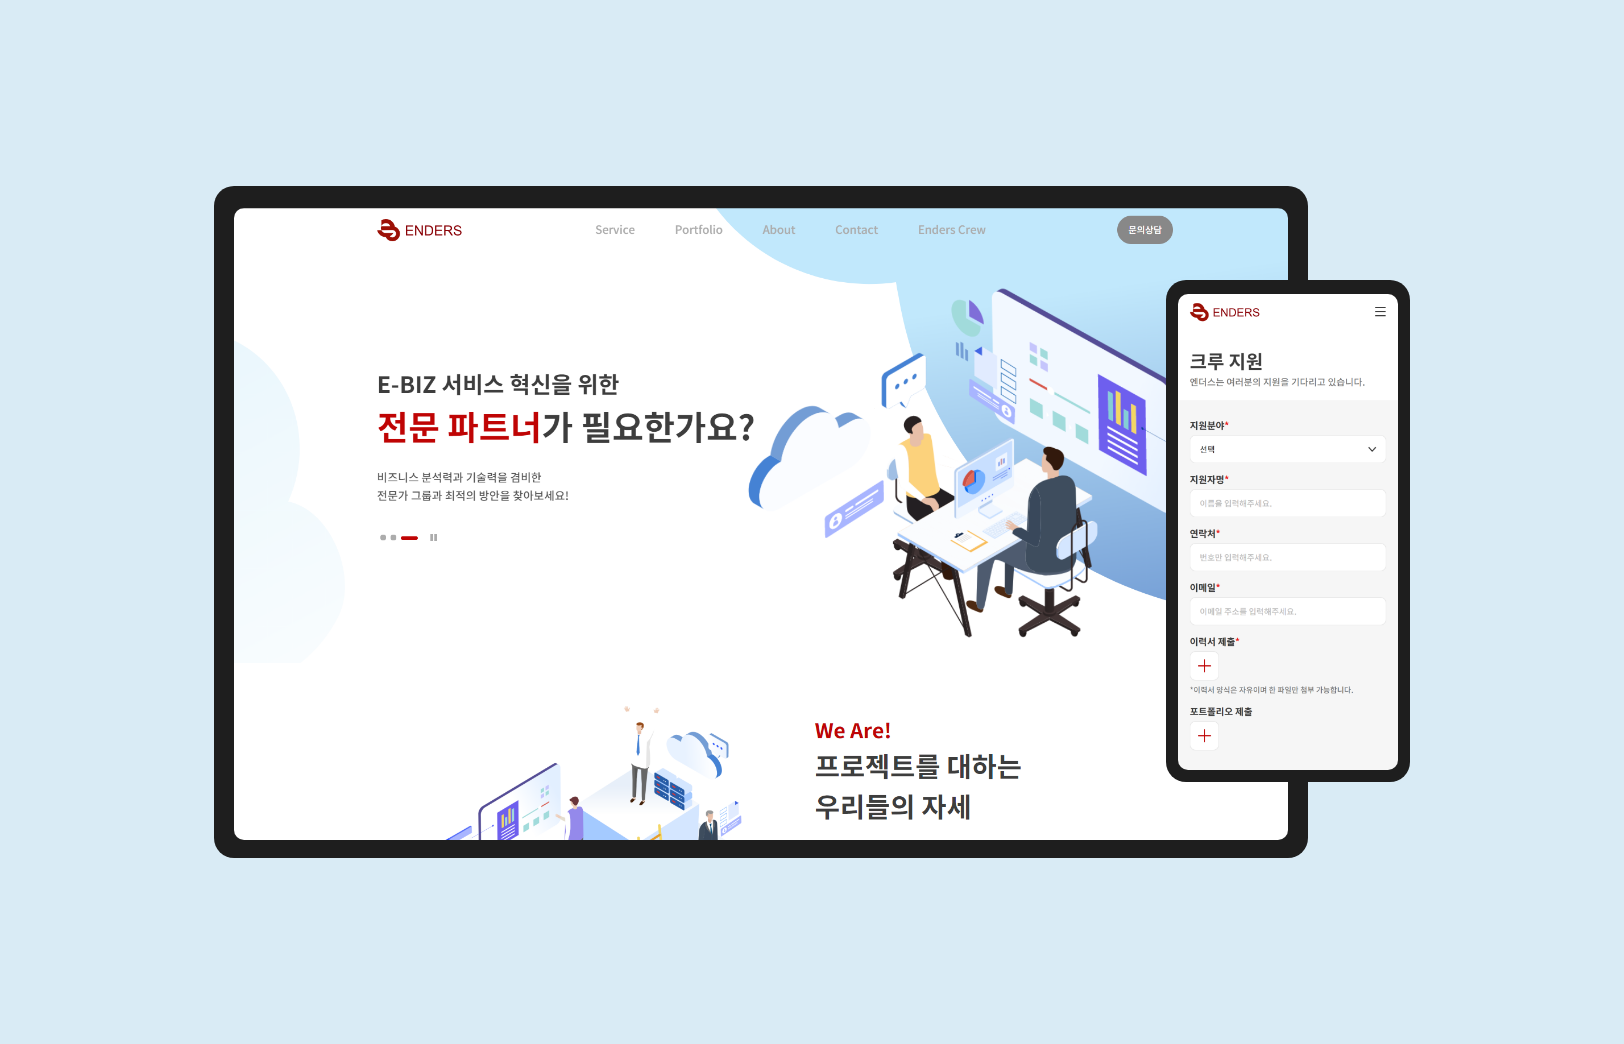 ENDERS
Service
Portfolio
About
Contact
Enders Crew
문의상담
E-BIZ 서비스 혁신을 위한
전문 파트너가 필요한가요?
비즈니스 분석력과 기술력을 겸비한
전문가 그룹과 최적의 방안을 찾아보세요!
We Are!
프로젝트를 대하는
우리들의 자세
ENDERS
크루 지원
엔더스는 여러분의 지원을 기다리고 있습니다.
지원분야*
선택
지원자명*
이름을 입력해주세요.
연락처*
번호만 입력해주세요.
이메일*
이메일 주소를 입력해주세요.
이력서 제출*
*이력서 양식은 자유이며 한 파일만 첨부 가능합니다.
포트폴리오 제출